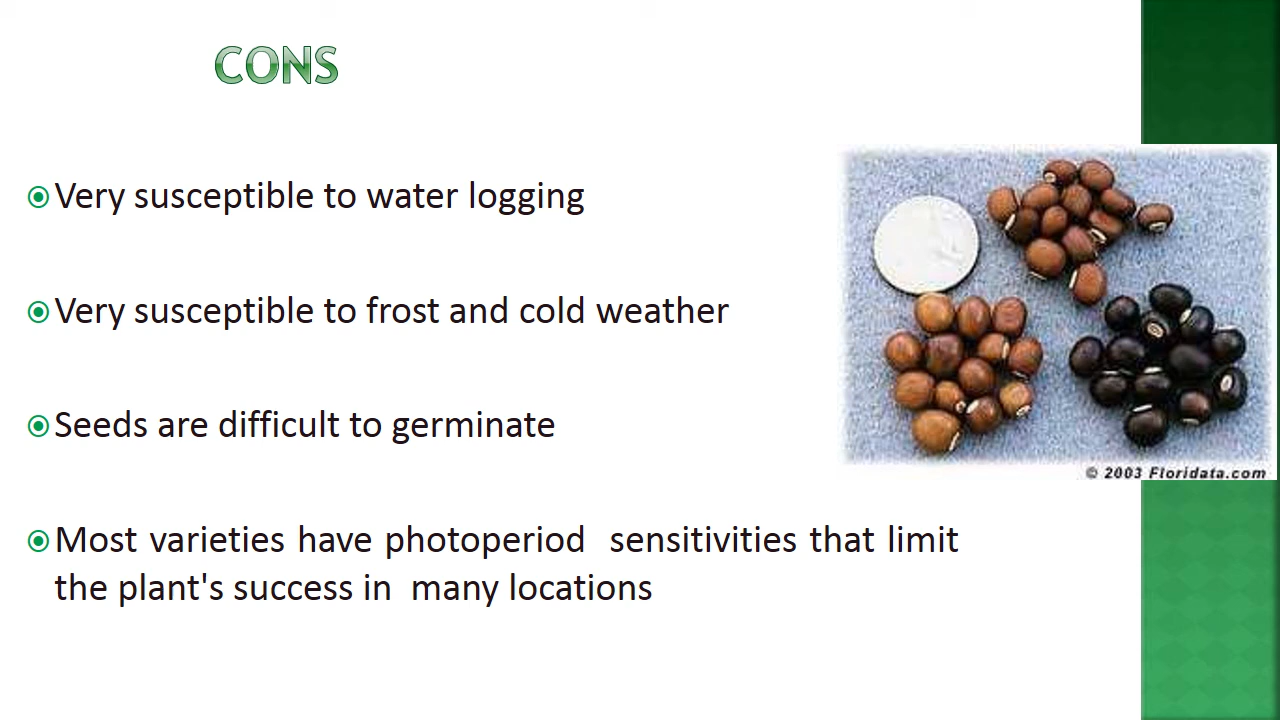 CONS
Very susceptible to water logging
Very susceptible to frost and cold weather
Seeds are difficult to germinate
Most varieties have photoperiod  sensitivities that limit
the plant's success in  many locations
© 2003 Floridata.com